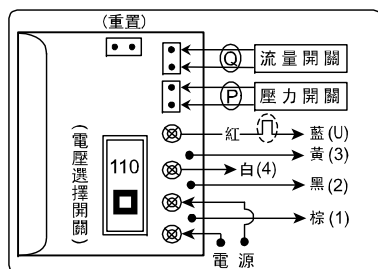 (重置)
Q 流量開關
P 壓力開關
紅 藍(U)
黃(3)
白(4)
黑(2)
棕(1)
電源
(電壓選擇開關)
110